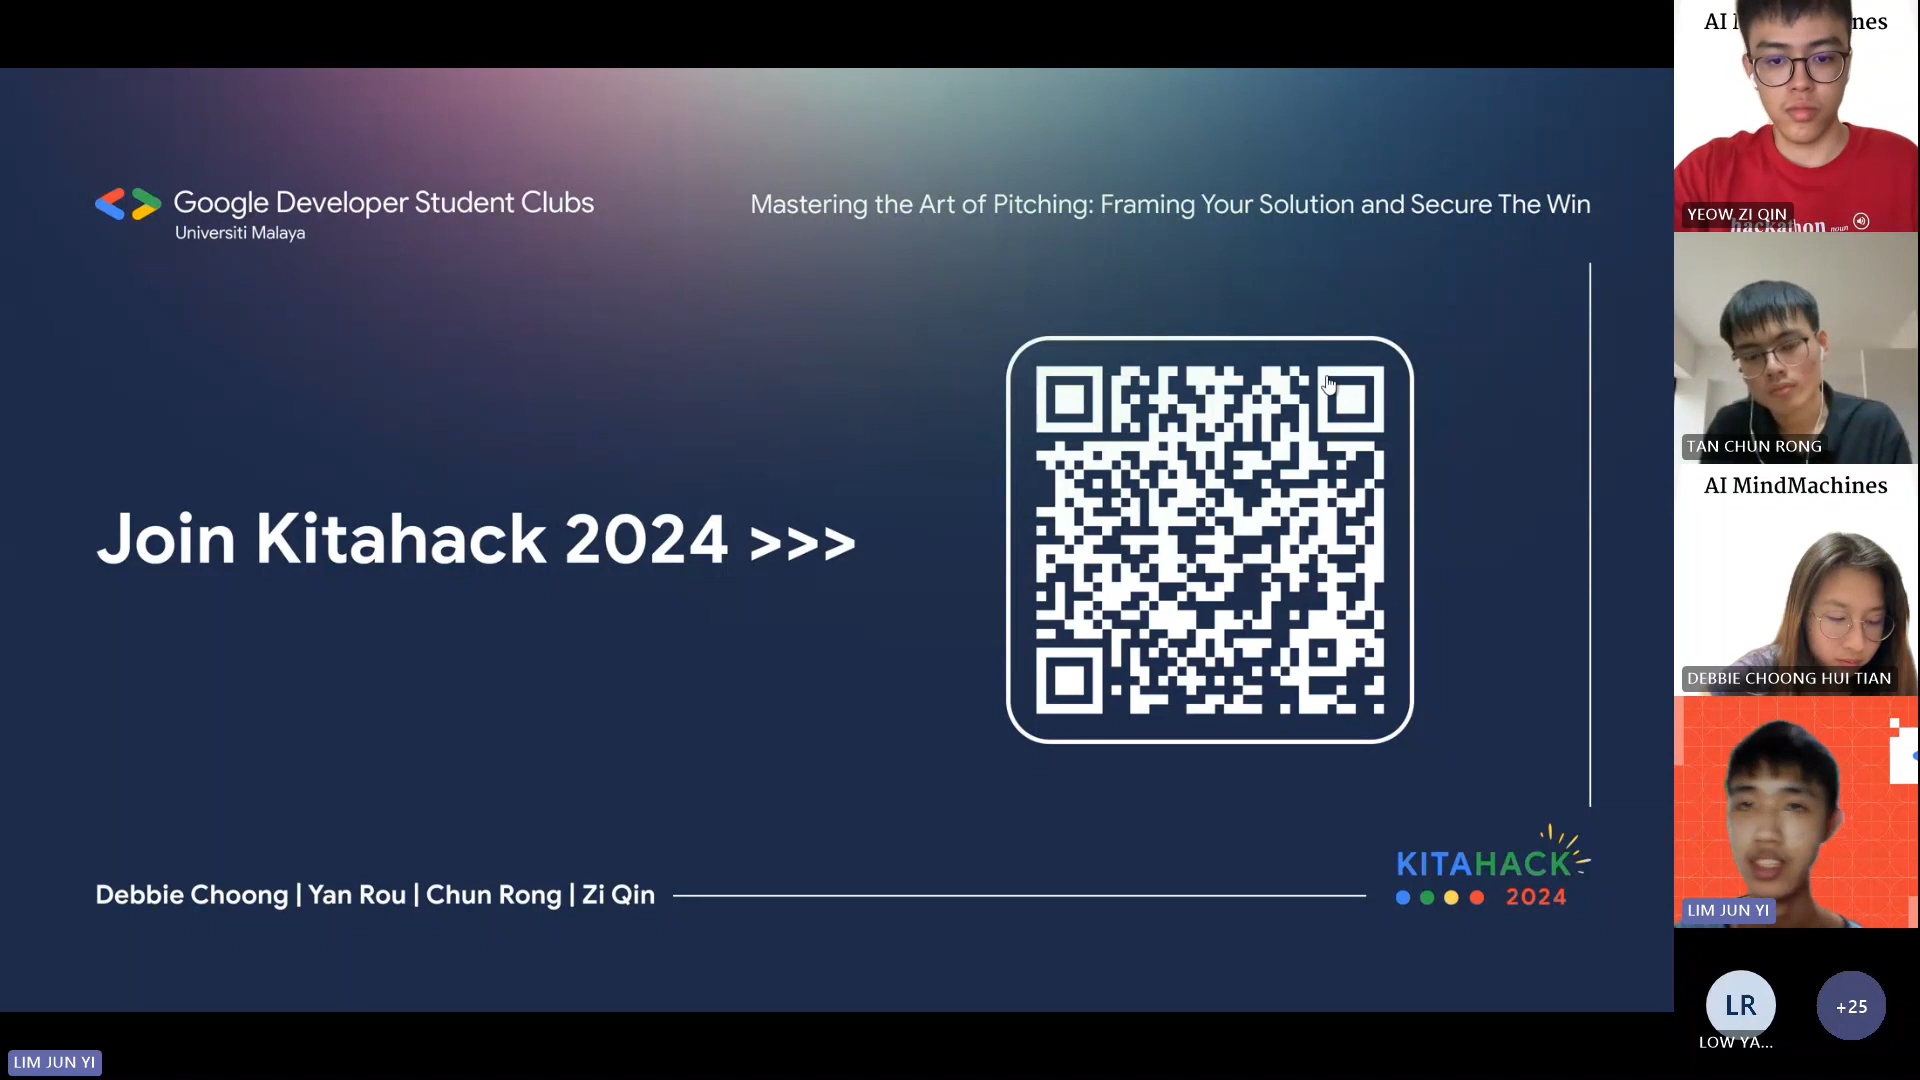 Google Developer Student Clubs
Universiti Malaya
Mastering the Art of Pitching: Framing Your Solution and Secure The Win
Join Kitahack 2024 >>>
Debbie Choong | Yan Rou | Chun Rong | Zi Qin
KITAHACK
2024
LIM JUN YI
AI
nes
YEOW ZI QIN
hackathon noun
TAN CHUN RONG
AI MindMachines
DEBBIE CHOONG HUI TIAN
LIM JUN YI
LR
LOW YA...
+25